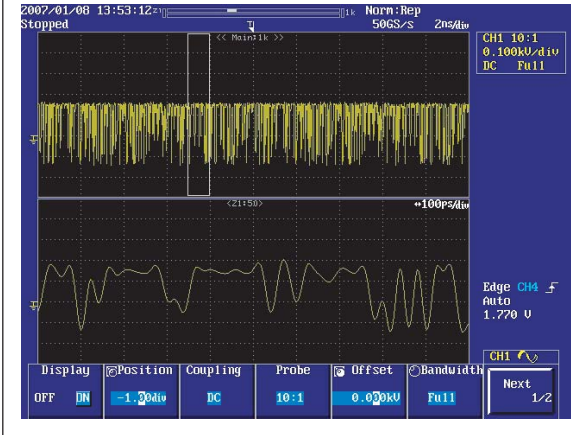 2007/01/08 13:53:12
Stopped
1k
Norm:Rep
50GS/s 2ns/div
<< Main:1k >>
CH1 10:1
0.100kV/div
DC Full
<Z1:50>
100ps/div
Edge CH4
Auto
1.770 V
CH1
Display
OFF ON
Position
-1.00div
Coupling
DC
Probe
10:1
Offset
0.000kV
Bandwidth
Full
Next
1/2